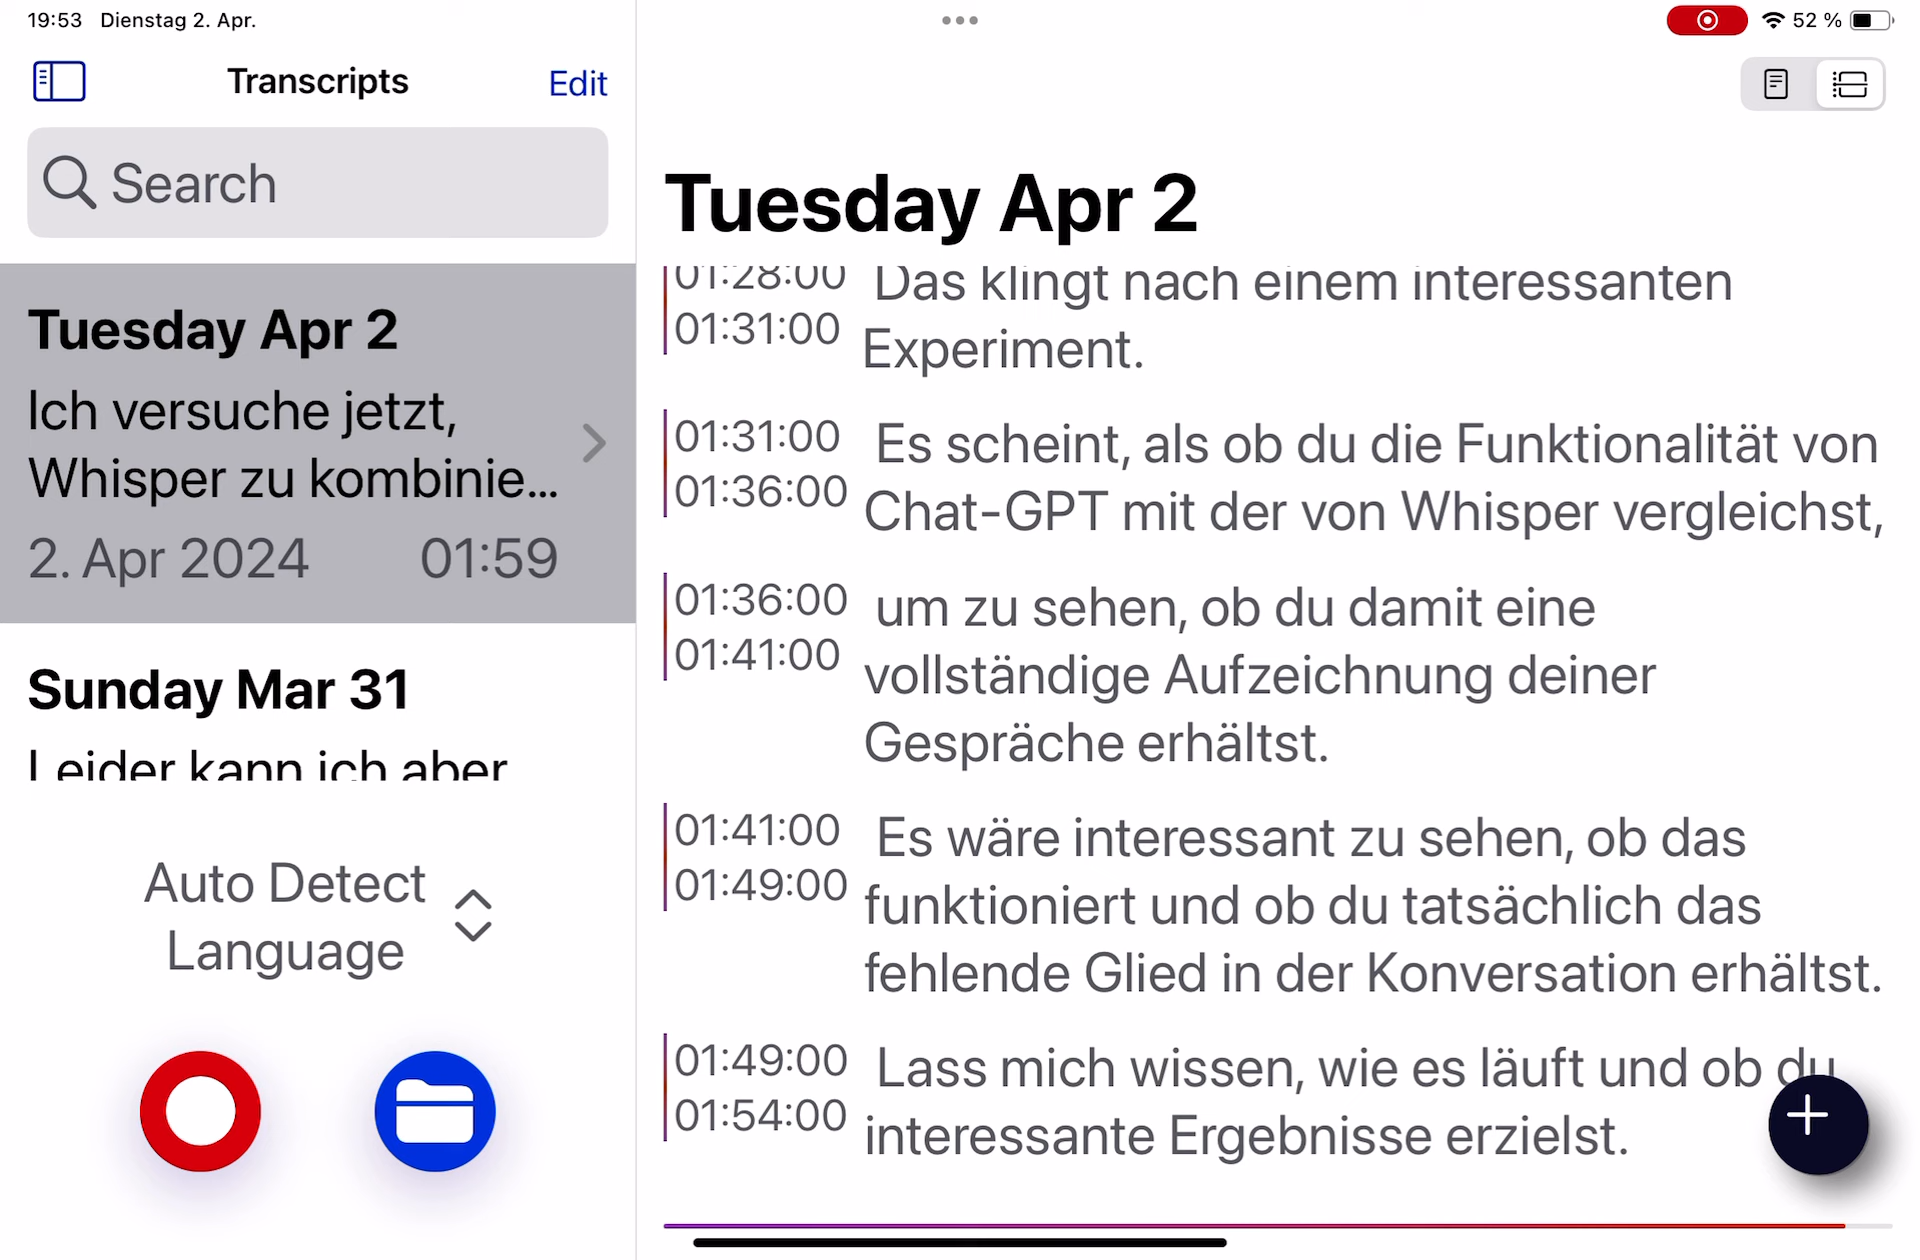 19:53 Dienstag 2. Apr.
52 %
Transcripts
Edit
Search
Tuesday Apr 2
Ich versuche jetzt,
Whisper zu kombinie...
2. Apr 2024 01:59
Sunday Mar 31
Leider kann ich aber
Auto Detect
Language
Tuesday Apr 2
01:28:00 Das klingt nach einem interessanten
01:31:00 Experiment.
01:31:00 Es scheint, als ob du die Funktionalität von
01:36:00 Chat-GPT mit der von Whisper vergleichst,
01:36:00 um zu sehen, ob du damit eine
01:41:00 vollständige Aufzeichnung deiner
Gespräche erhältst.
01:41:00 Es wäre interessant zu sehen, ob das
01:49:00 funktioniert und ob du tatsächlich das
fehlende Glied in der Konversation erhältst.
01:49:00 Lass mich wissen, wie es läuft und ob du
01:54:00 interessante Ergebnisse erzielst.